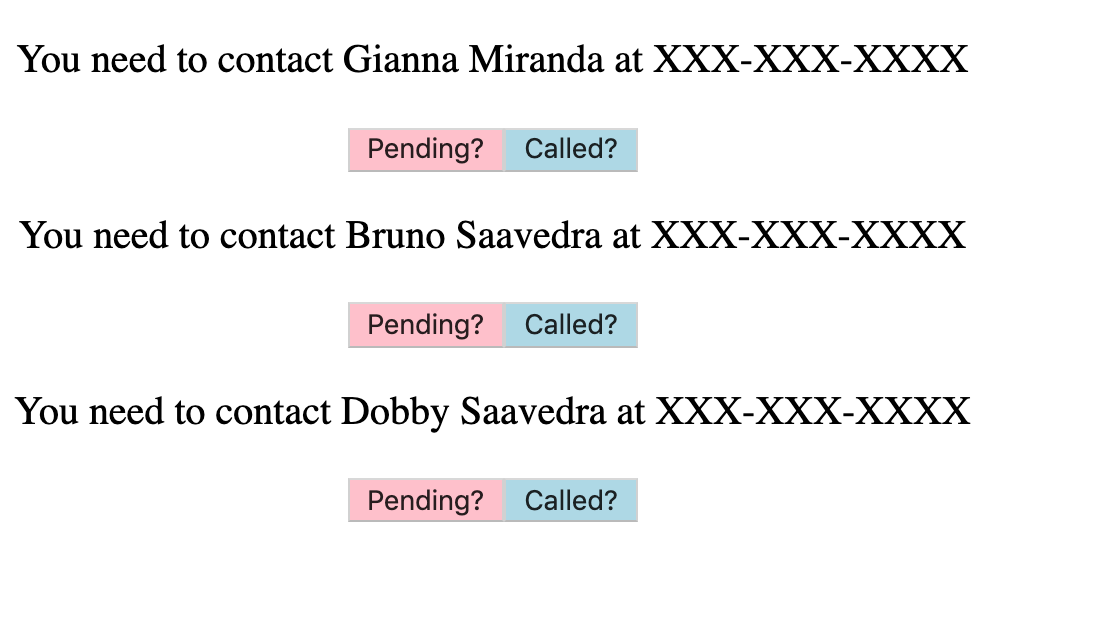 You need to contact Gianna Miranda at XXX-XXX-XXXX
Pending? Called?
You need to contact Bruno Saavedra at XXX-XXX-XXXX
Pending? Called?
You need to contact Dobby Saavedra at XXX-XXX-XXXX
Pending? Called?